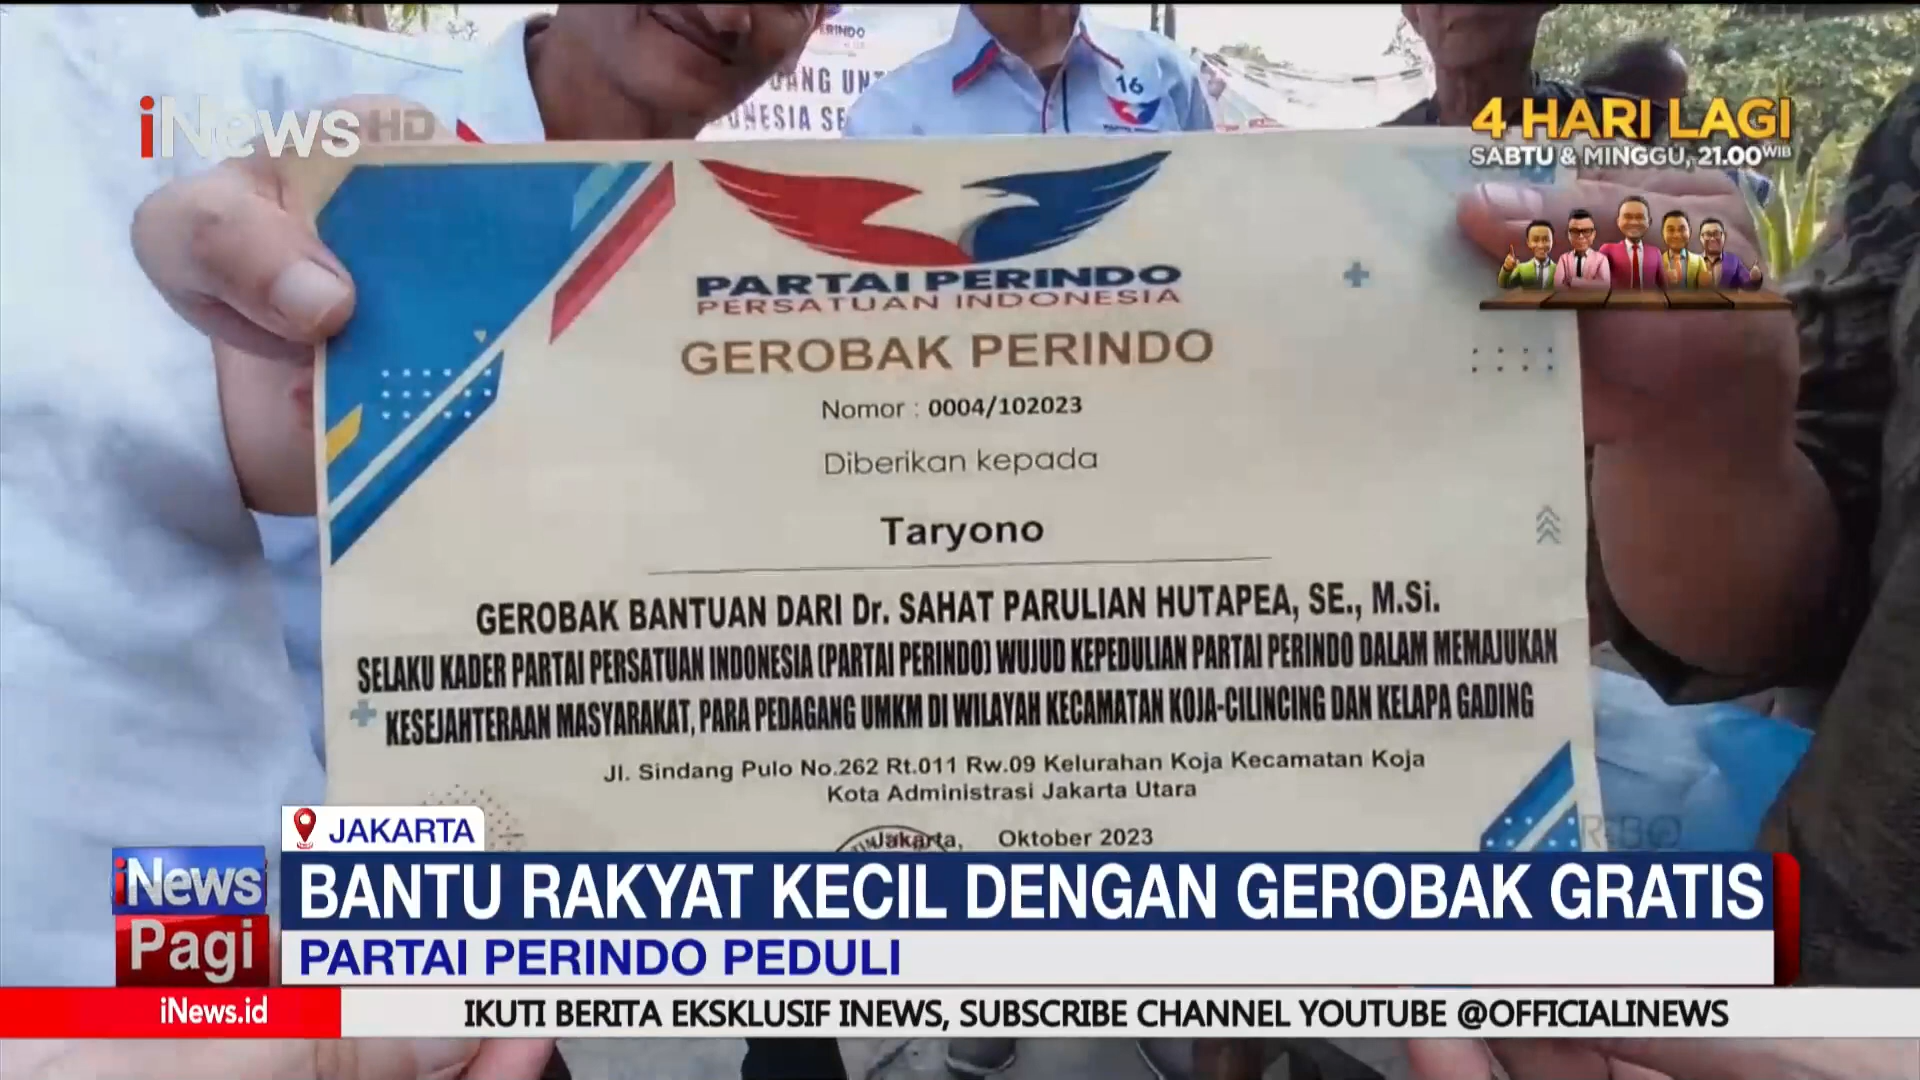 ERINDO
UNESIA SE
16
iNews HD
4 HARI LAGI
SABTU & MINGGU, 21.00 WIB
PARTAI PERINDO
PERSATUAN INDONESIA
GEROBAK PERINDO
Nomor : 0004/102023
Diberikan kepada
Taryono
GEROBAK BANTUAN DARI Dr. SAHAT PARULIAN HUTAPEA, SE., M.Si.
SELAKU KADER PARTAI PERSATUAN INDONESIA (PARTAI PERINDO) WUJUD KEPEDULIAN PARTAI PERINDO DALAM MEMAJUKAN
KESEJAHTERAAN MASYARAKAT, PARA PEDAGANG UMKM DI WILAYAH KECAMATAN KOJA-CILINCING DAN KELAPA GADING
Jl. Sindang Pulo No.262 Rt.011 Rw.09 Kelurahan Koja Kecamatan Koja
Kota Administrasi Jakarta Utara
Jakarta, Oktober 2023
JAKARTA
iNews Pagi
BANTU RAKYAT KECIL DENGAN GEROBAK GRATIS
PARTAI PERINDO PEDULI
iNews.id
IKUTI BERITA EKSKLUSIF INEWS, SUBSCRIBE CHANNEL YOUTUBE @OFFICIALINEWS